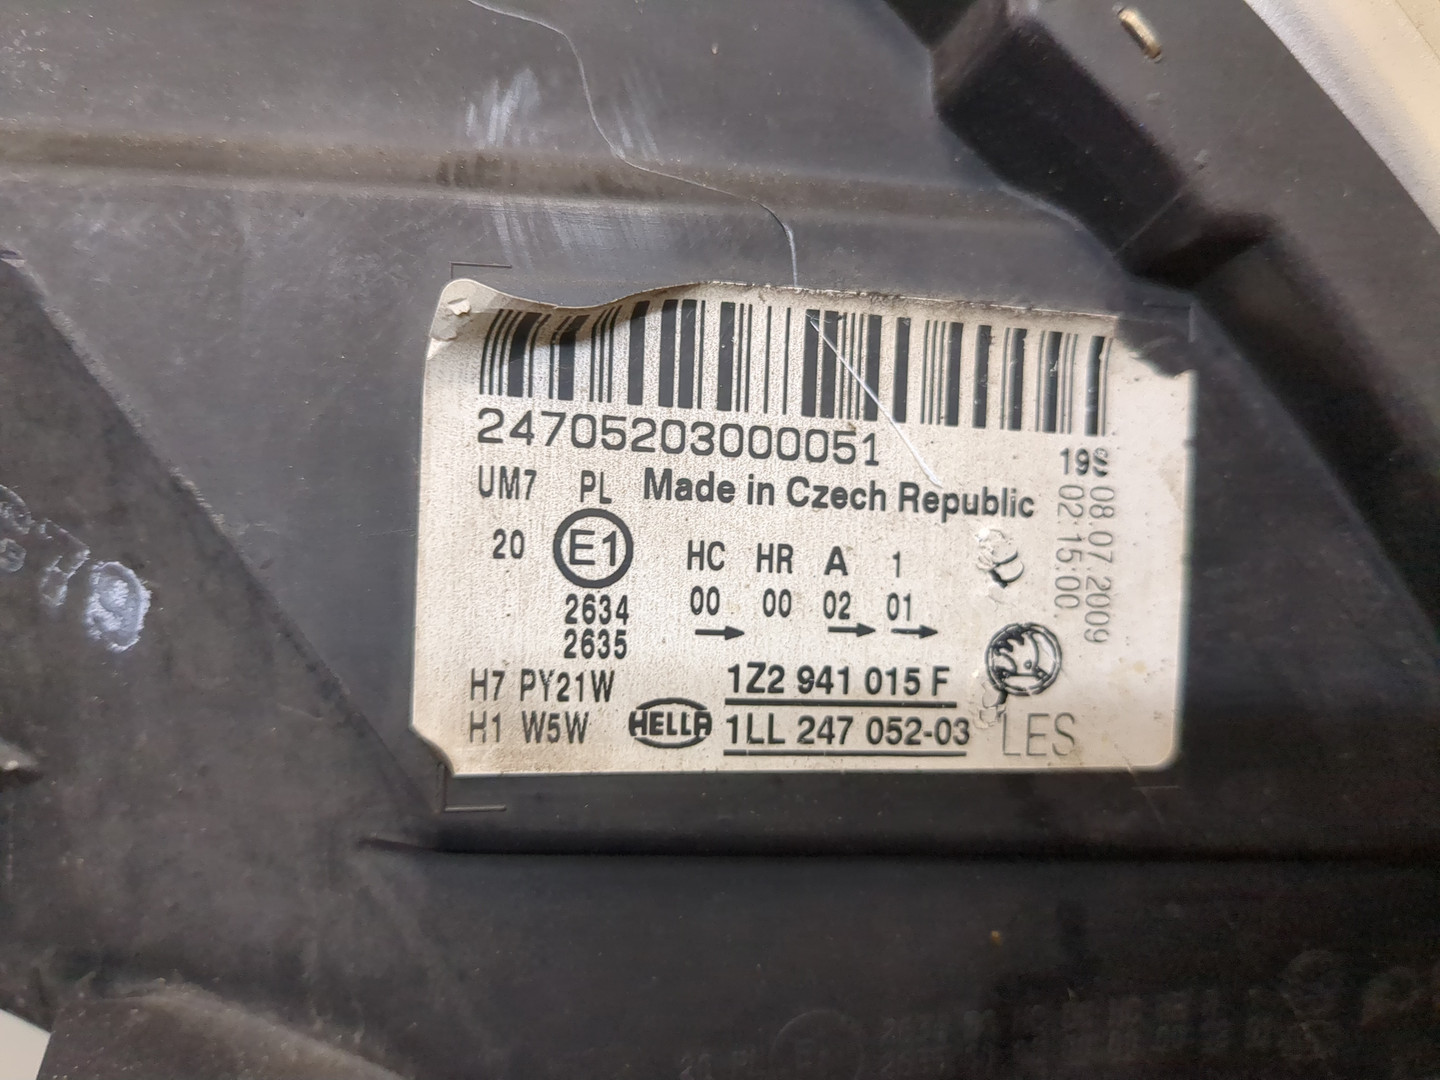 24705203000051
19S
UM7 PL Made in Czech Republic
08.07.2009
02:15:00
20 E1 HC HR A 1
2634 00 00 02 01
2635
H7 PY21W 1Z2 941 015 F
H1 W5W HELLA 1LL 247 052-03 LES